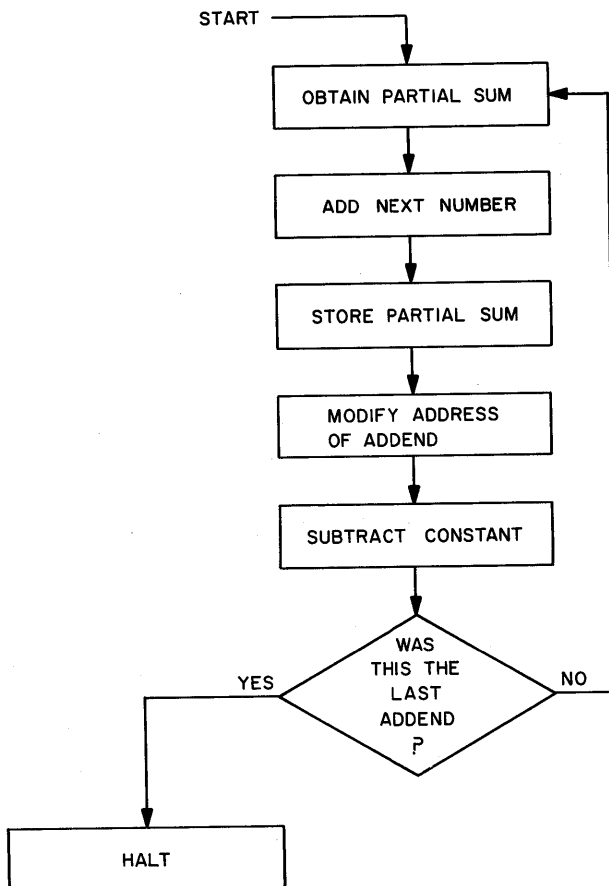 START
OBTAIN PARTIAL SUM
ADD NEXT NUMBER
STORE PARTIAL SUM
MODIFY ADDRESS
OF ADDEND
SUBTRACT CONSTANT
WAS
THIS THE
LAST
ADDEND
?
YES
NO
HALT